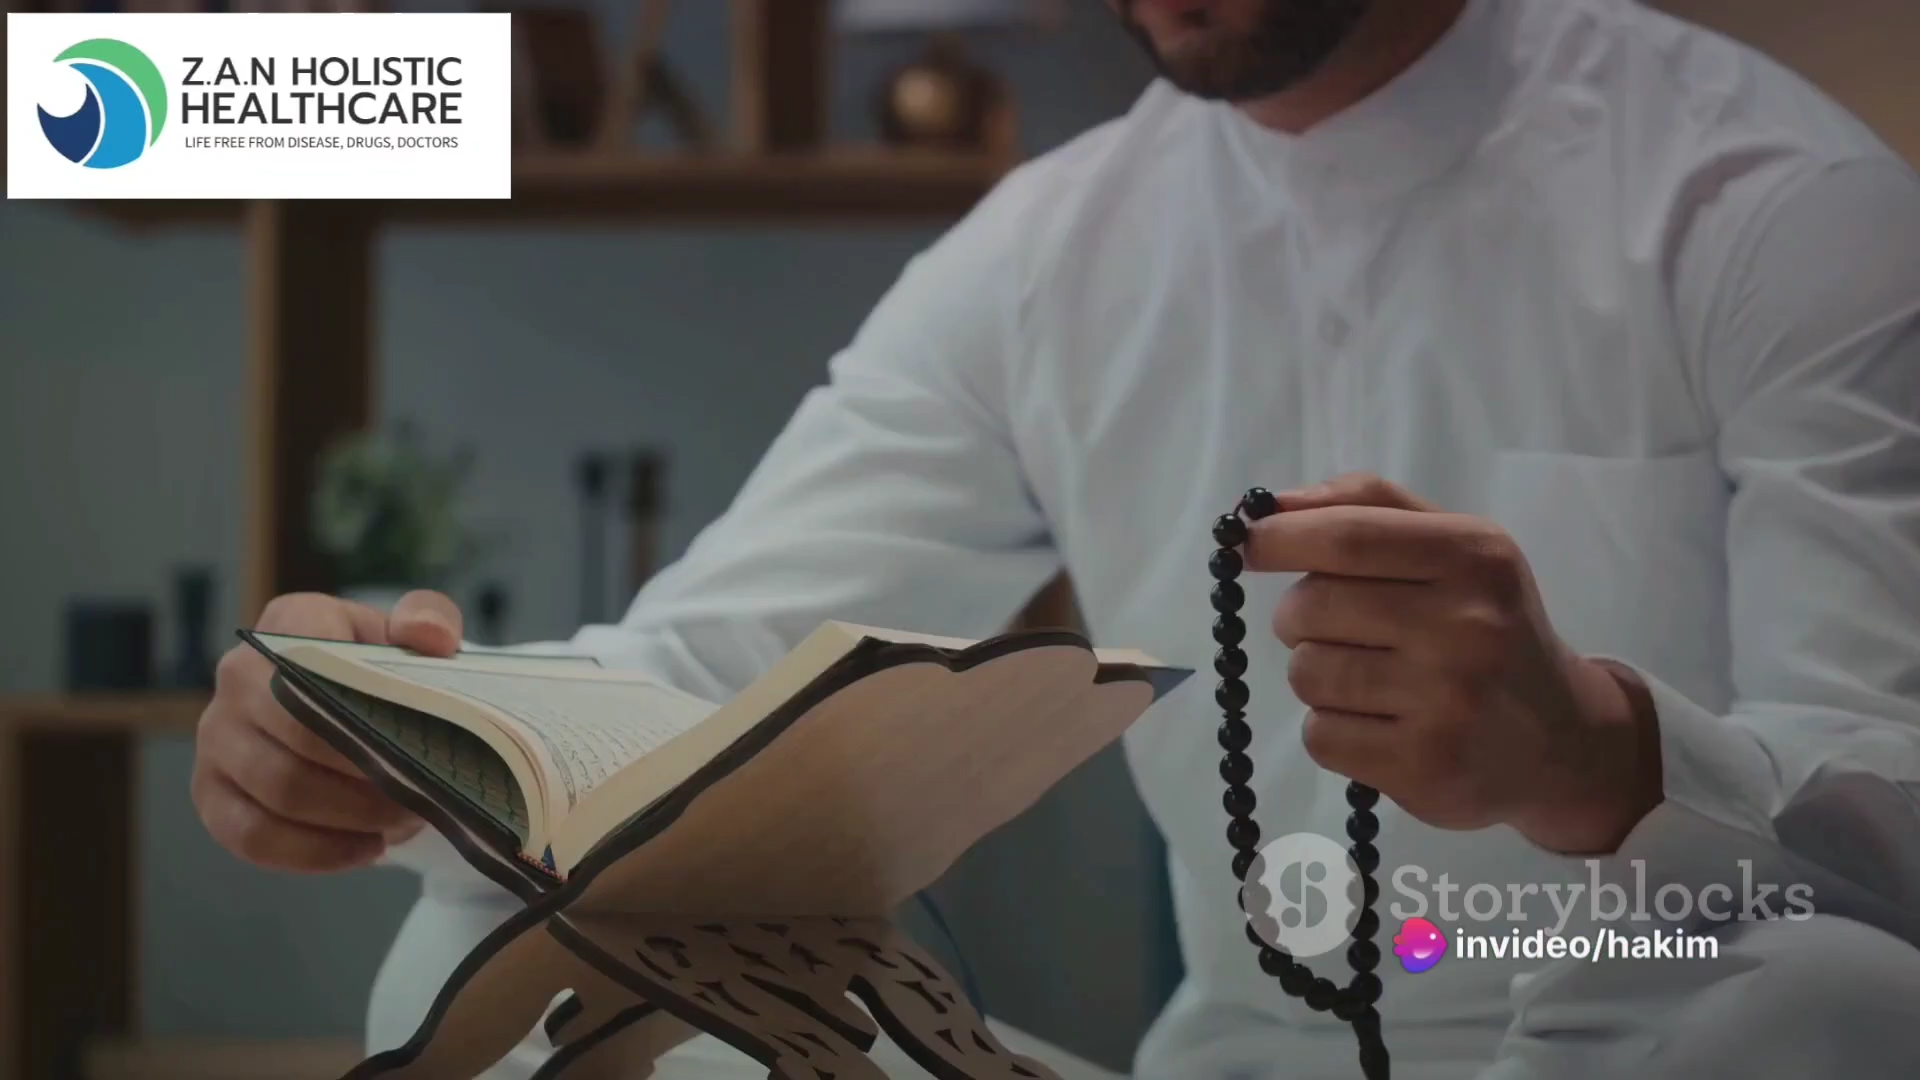 Z.A.N HOLISTIC
HEALTHCARE
LIFE FREE FROM DISEASE, DRUGS, DOCTORS
Storyblocks
invideo/hakim